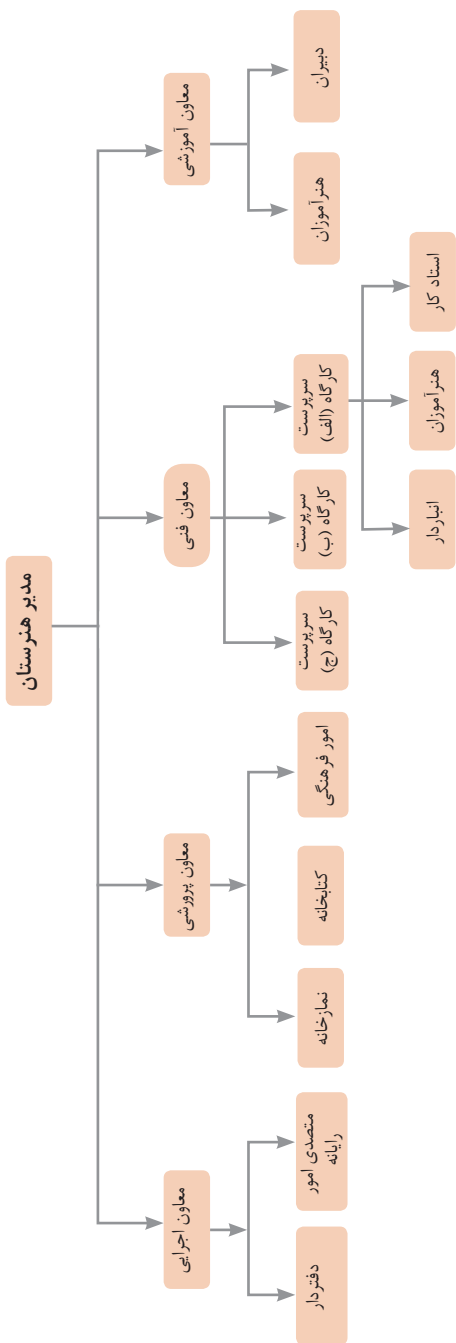 مدیر هنرستان
معاون آموزشی
معاون فنی
معاون پرورشی
معاون اجرایی
دبیران
هنرآموزان
سرپرست
کارگاه (الف)
سرپرست
کارگاه (ب)
سرپرست
کارگاه (ج)
امور فرهنگی
کتابخانه
نمازخانه
متصدی امور
رایانه
دفتردار
استاد کار
هنرآموزان
انباردار